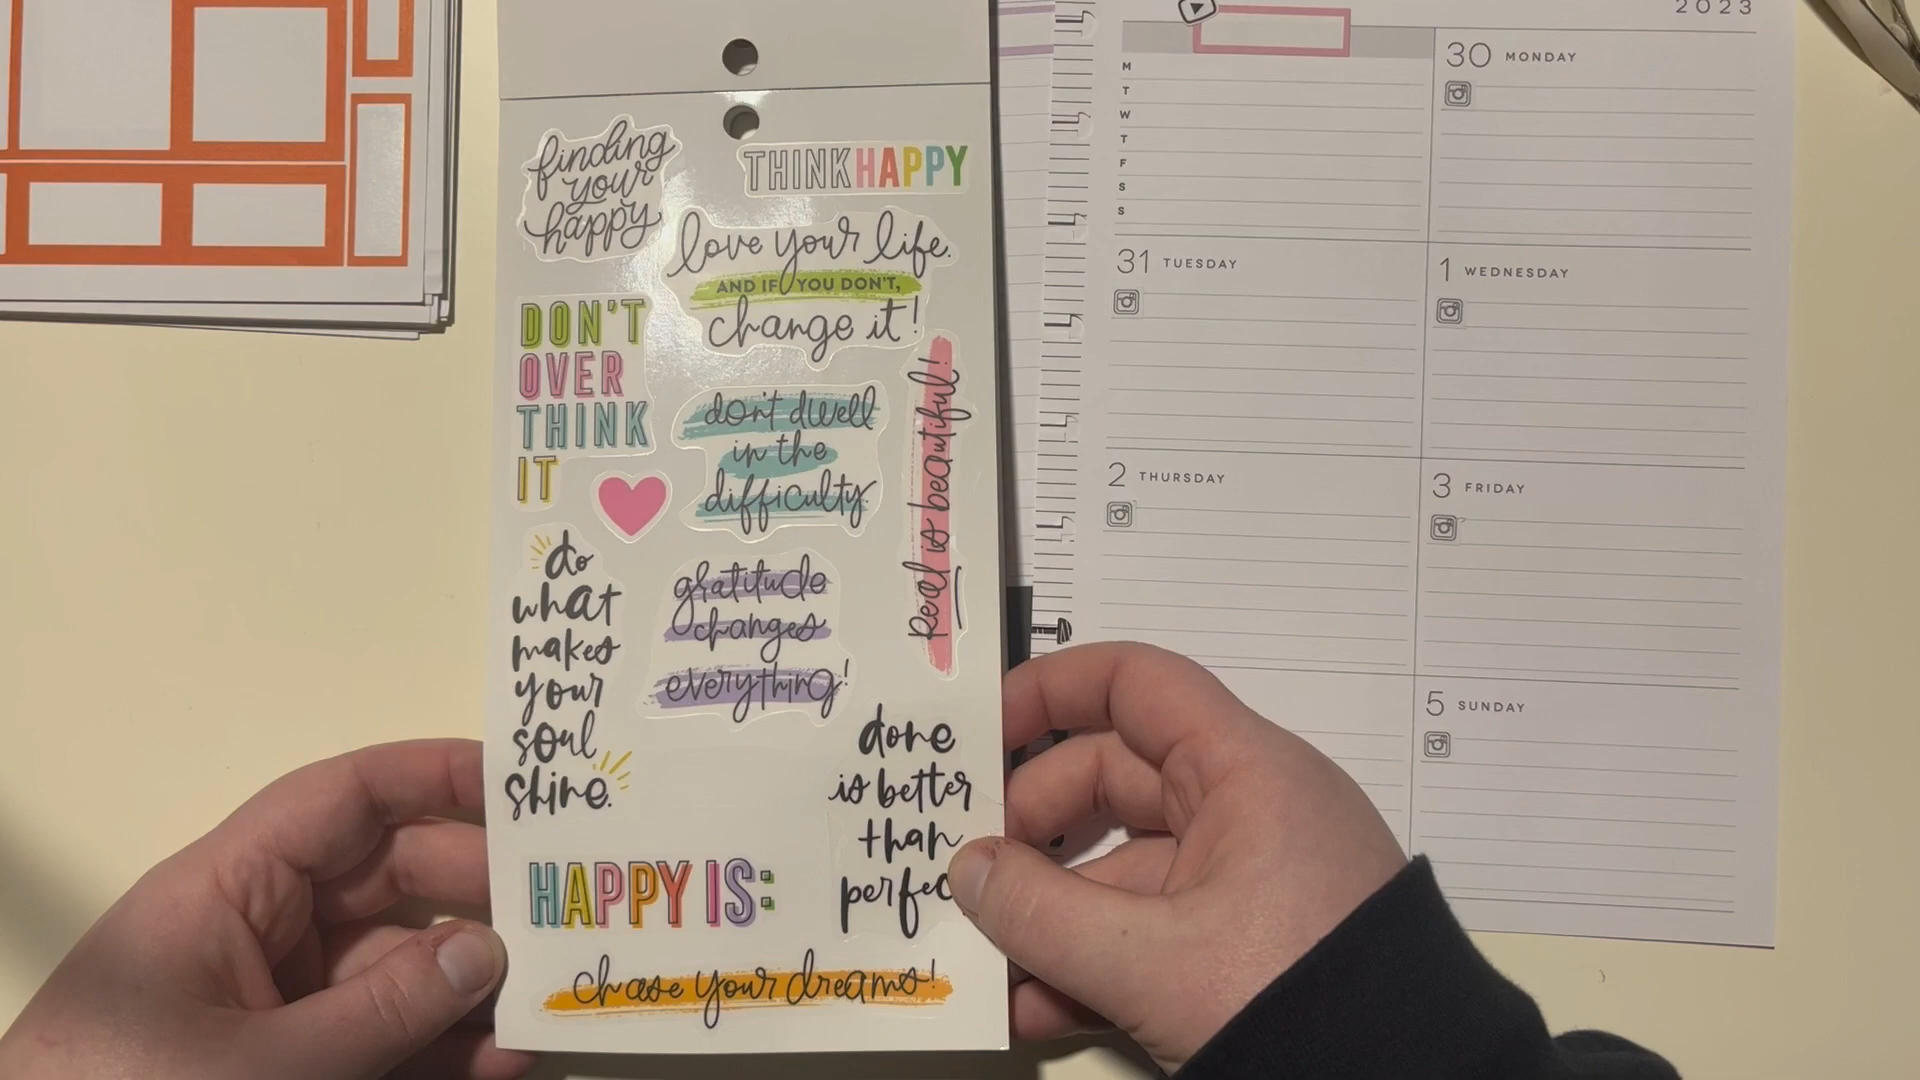 finding
your
happy
THINK HAPPY
love your life.
AND IF YOU DON'T,
change it!
DON'T
OVER
THINK
IT
don't dwell
in the
difficulty.
Real is beautiful!
do
what
makes
your
soul
shine.
gratitude
changes
everything!
done
is better
than
perfec
HAPPY IS:
chase your dreams!
2023
M
T
W
T
F
S
S
30 MONDAY
31 TUESDAY
1 WEDNESDAY
2 THURSDAY
3 FRIDAY
5 SUNDAY